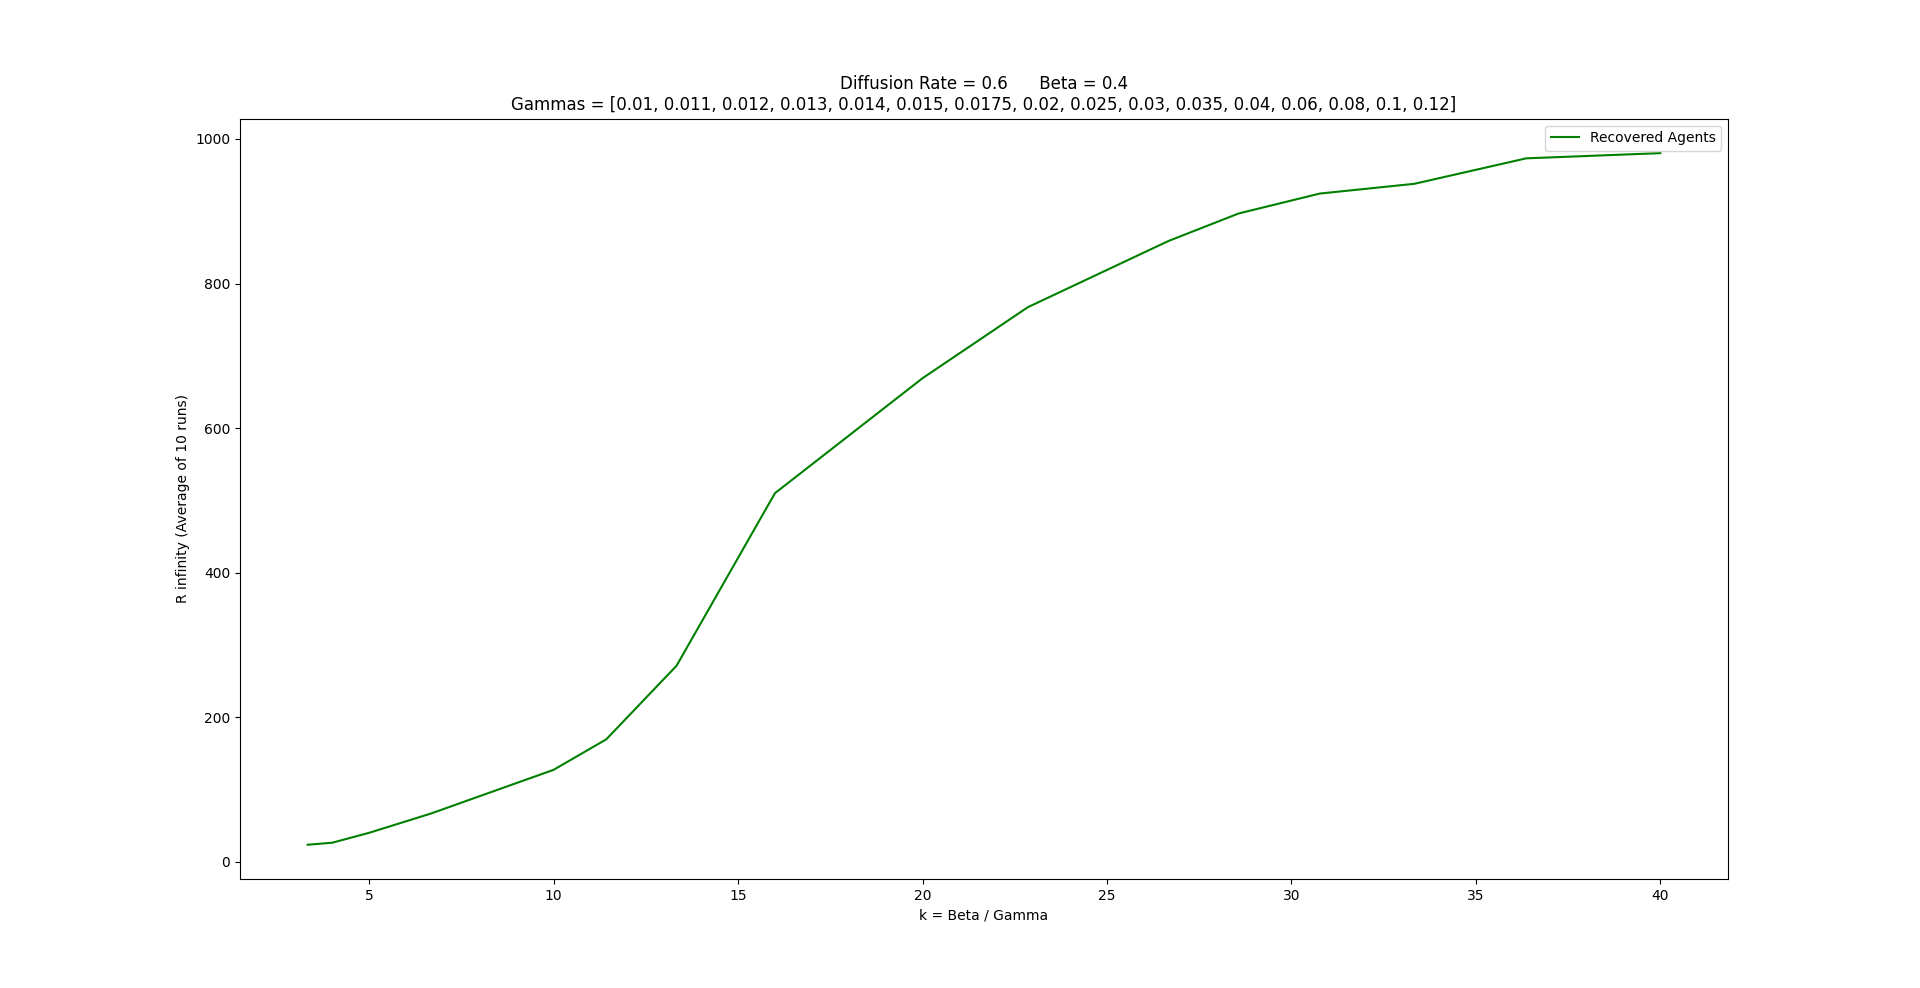 Diffusion Rate = 0.6      Beta = 0.4
Gammas = [0.01, 0.011, 0.012, 0.013, 0.014, 0.015, 0.0175, 0.02, 0.025, 0.03, 0.035, 0.04, 0.06, 0.08, 0.1, 0.12]
Recovered Agents
R infinity (Average of 10 runs)
1000
800
600
400
200
0
5 10 15 20 25 30 35 40
k = Beta / Gamma